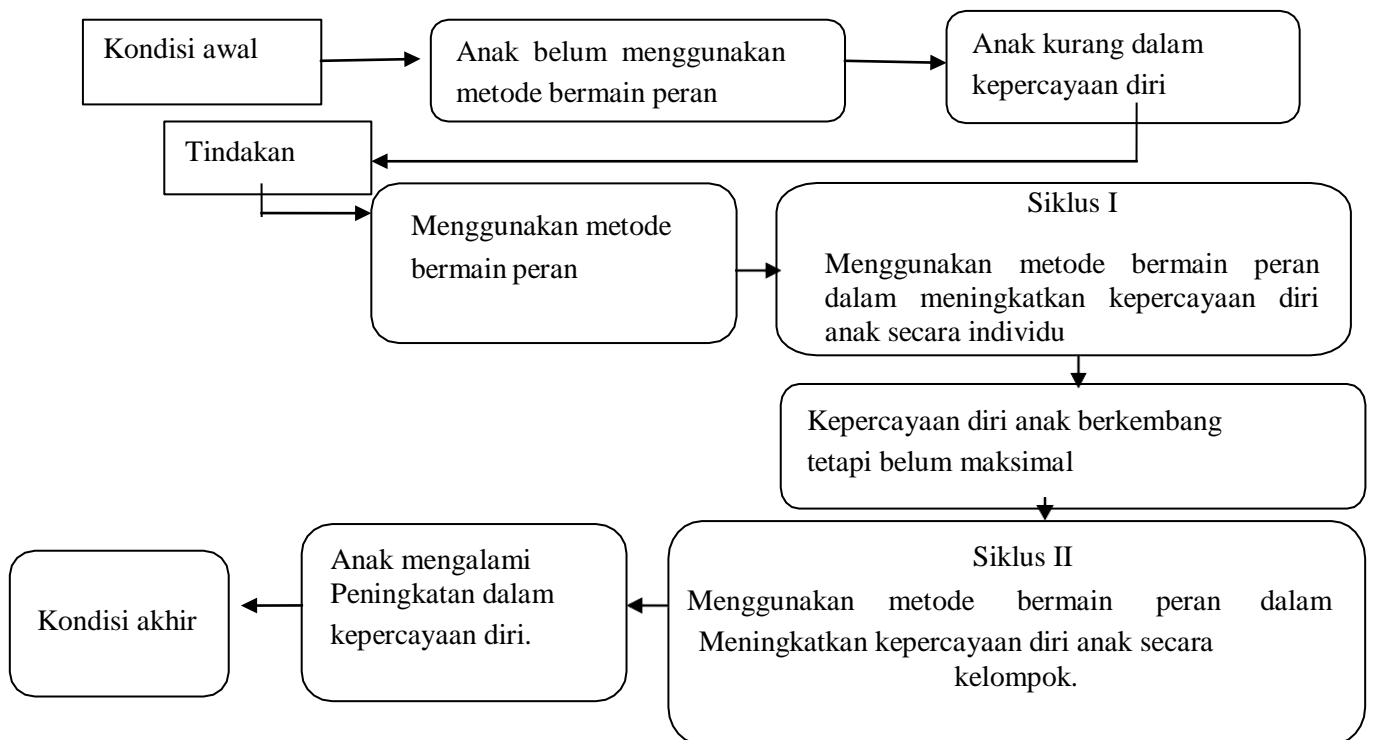 Kondisi awal
Anak belum menggunakan
metode bermain peran
Anak kurang dalam
kepercayaan diri
Tindakan
Menggunakan metode
bermain peran
Siklus I
Menggunakan metode bermain peran
dalam meningkatkan kepercayaan diri
anak secara individu
Kepercayaan diri anak berkembang
tetapi belum maksimal
Siklus II
Menggunakan metode bermain peran dalam
Meningkatkan kepercayaan diri anak secara
kelompok.
Anak mengalami
Peningkatan dalam
kepercayaan diri.
Kondisi akhir